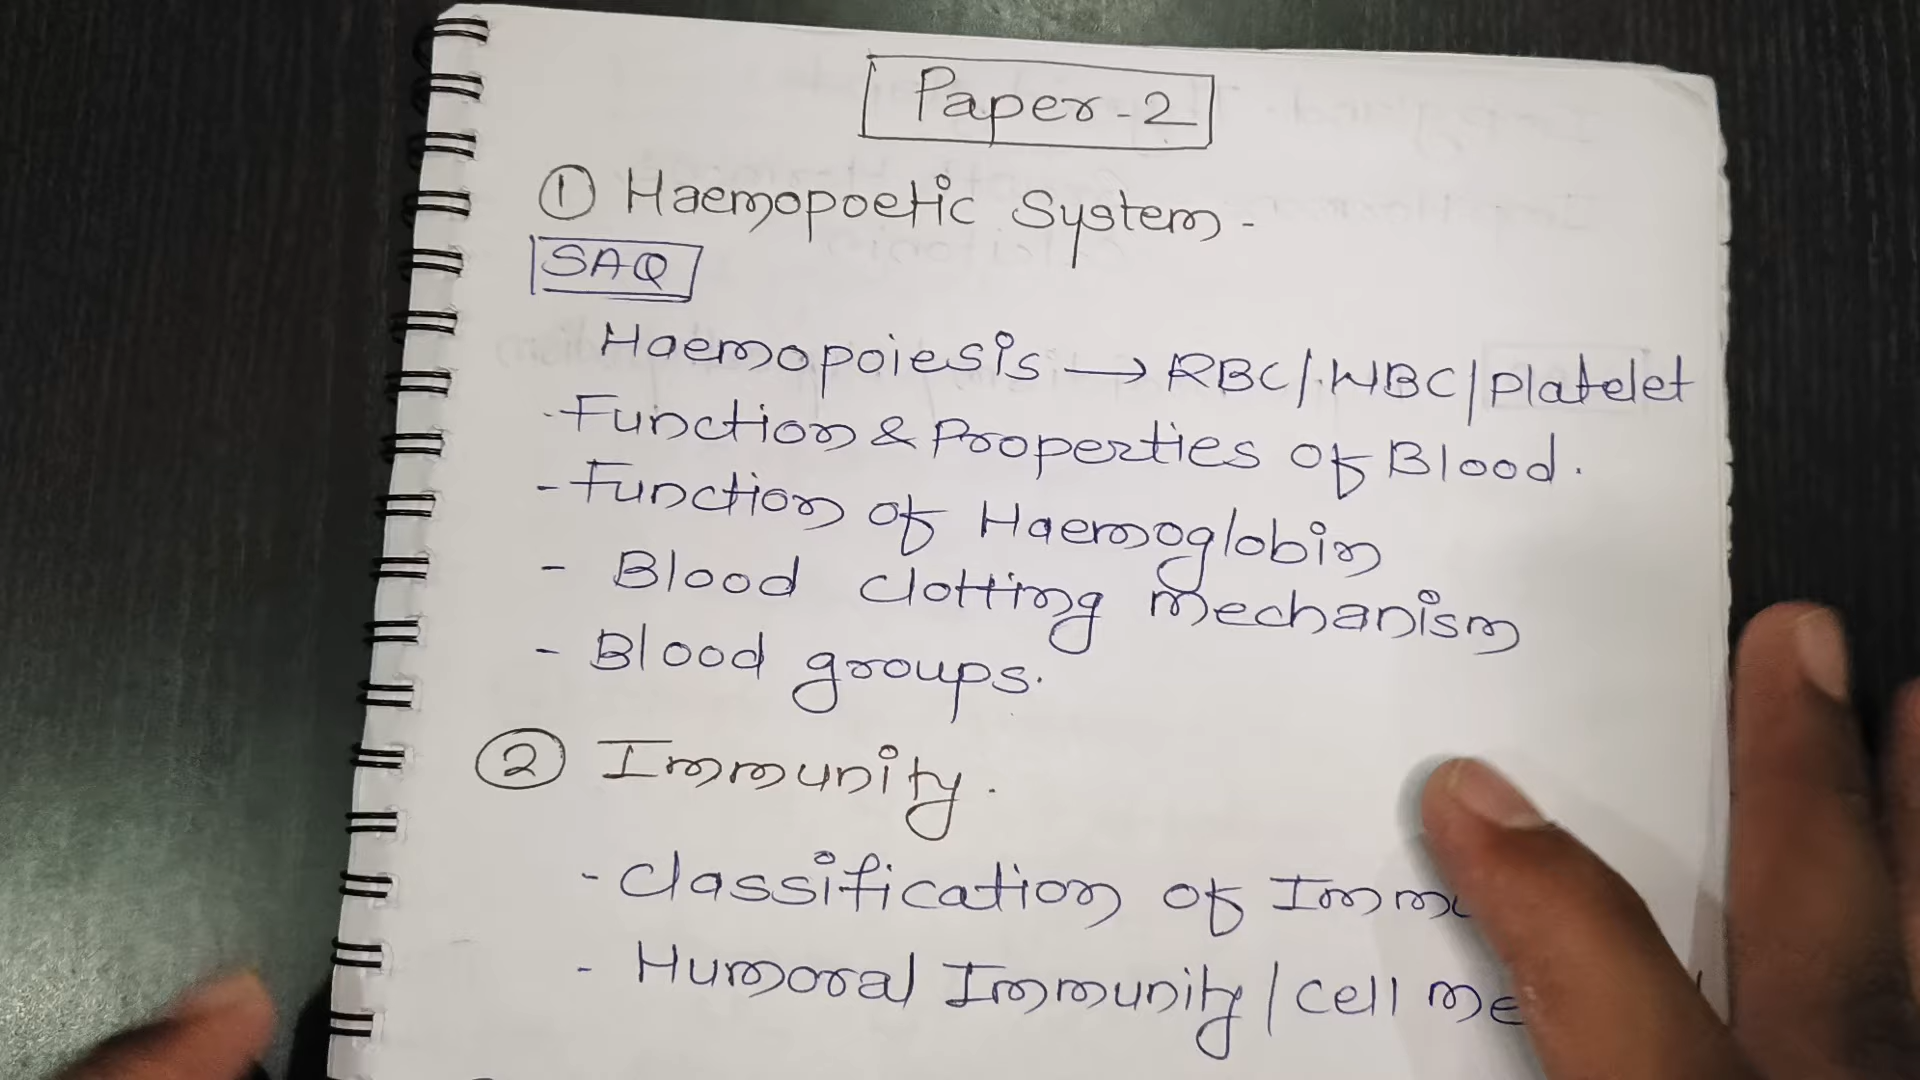 Paper-2
① Haemopoetic System -
SAQ
Haemopoiesis → RBC/WBC/Platelet
- Function & Properties of Blood.
- Function of Haemoglobin
- Blood clotting mechanism
- Blood groups.
② Immunity.
- Classification of
- Humoral Immunity / Cell